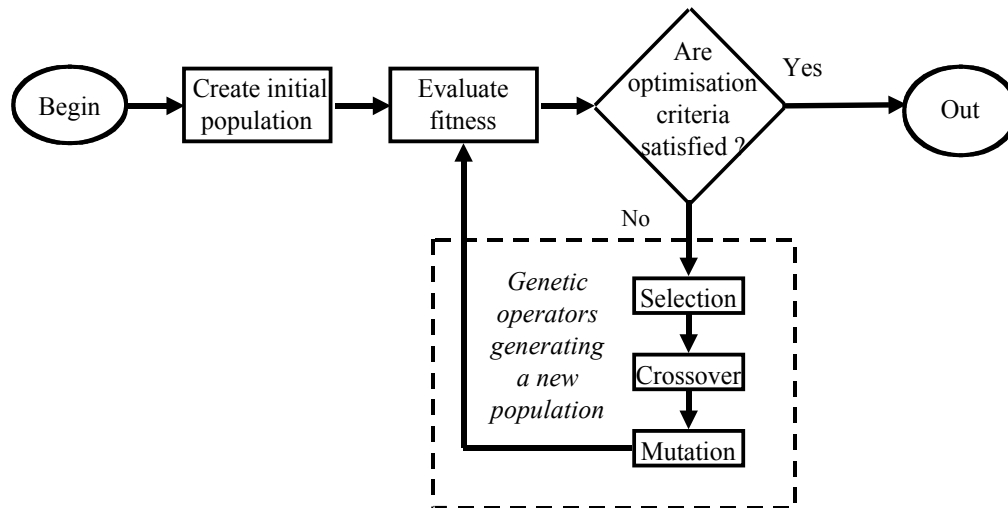 Begin
Create initial
population
Evaluate
fitness
Are
optimisation
criteria
satisfied ?
Yes
Out
No
Genetic
operators
generating
a new
population
Selection
Crossover
Mutation